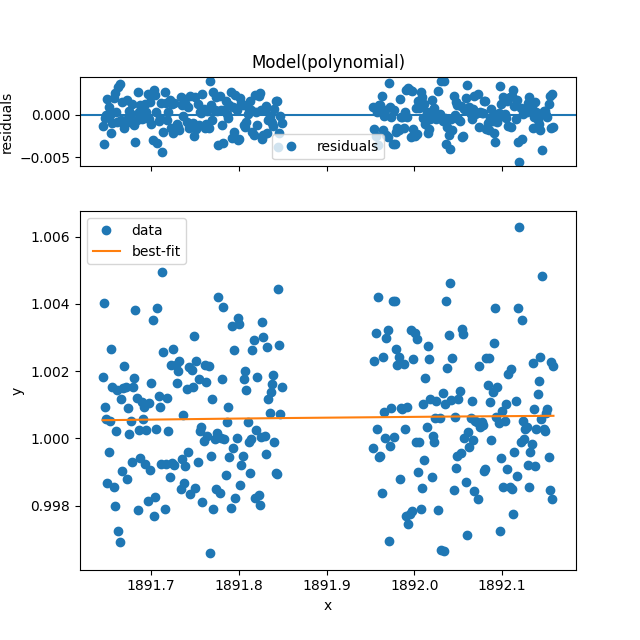 Model(polynomial)
residuals
0.000
−0.005
residuals
y
1.006
1.004
1.002
1.000
0.998
data
best-fit
1891.7 1891.8 1891.9 1892.0 1892.1
x